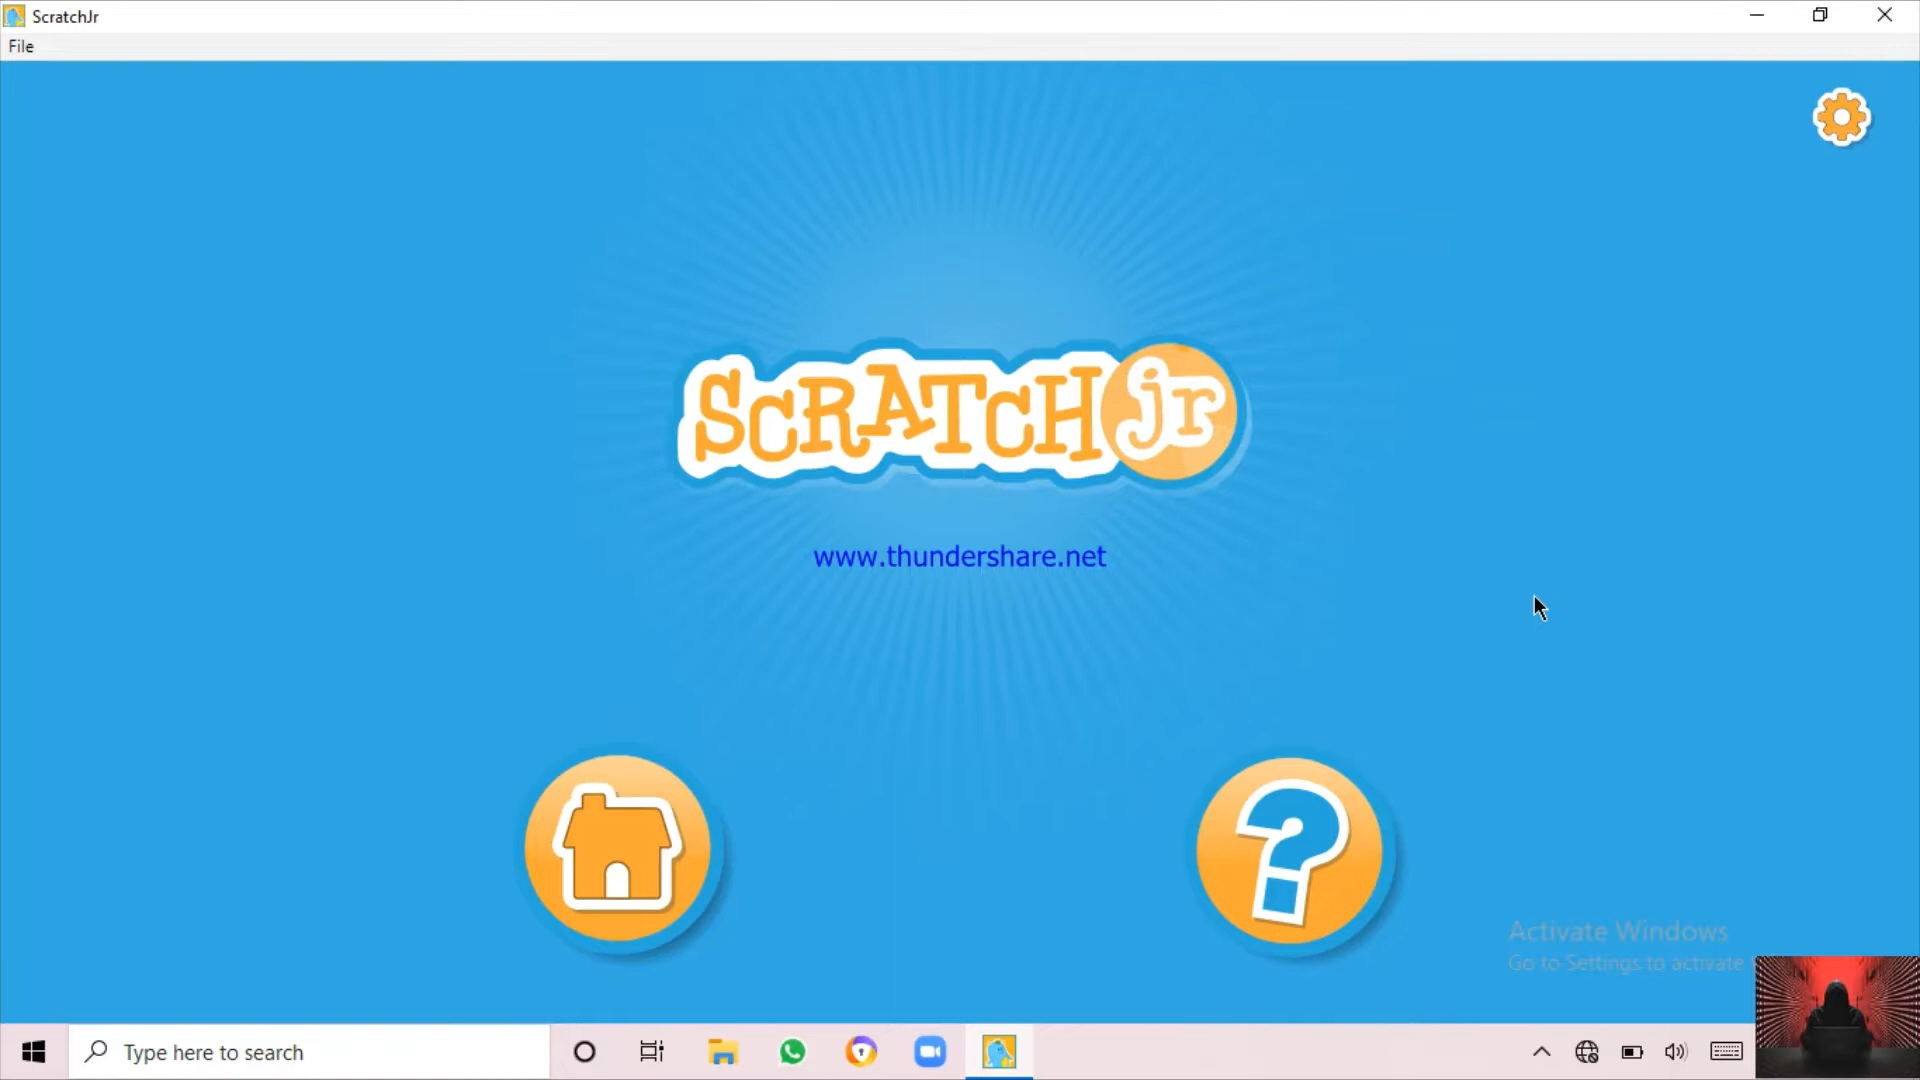 ScratchJr
File
SCRATCH jr
www.thundershare.net
Activate Windows
Go to Settings to activate
Type here to search